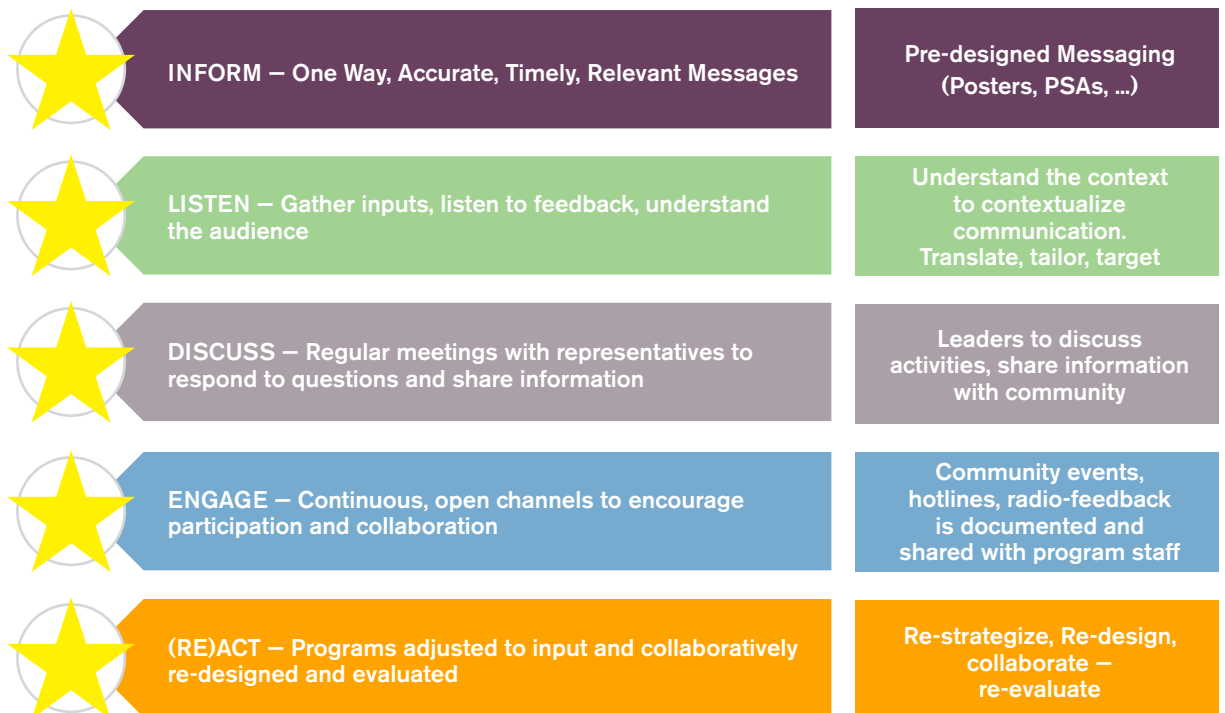 INFORM – One Way, Accurate, Timely, Relevant Messages
Pre-designed Messaging
(Posters, PSAs, ...)
LISTEN – Gather inputs, listen to feedback, understand
the audience
Understand the context
to contextualize
communication.
Translate, tailor, target
DISCUSS – Regular meetings with representatives to
respond to questions and share information
Leaders to discuss
activities, share information
with community
ENGAGE – Continuous, open channels to encourage
participation and collaboration
Community events,
hotlines, radio-feedback
is documented and
shared with program staff
(RE)ACT – Programs adjusted to input and collaboratively
re-designed and evaluated
Re-strategize, Re-design,
collaborate –
re-evaluate